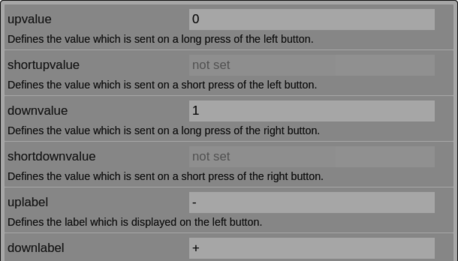 upvalue 0
Defines the value which is sent on a long press of the left button.
shortupvalue not set
Defines the value which is sent on a short press of the left button.
downvalue 1
Defines the value which is sent on a long press of the right button.
shortdownvalue not set
Defines the value which is sent on a short press of the right button.
uplabel -
Defines the label which is displayed on the left button.
downlabel +